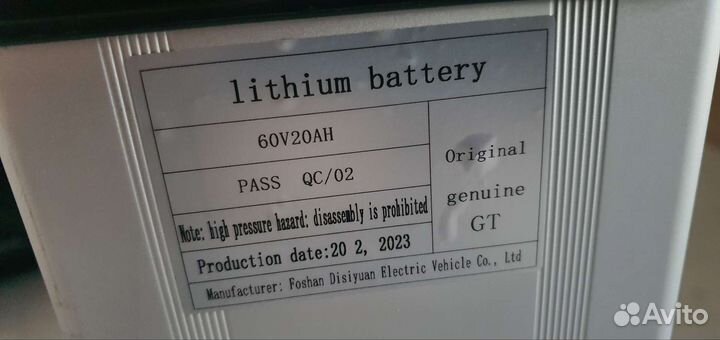 lithium battery
60V20AH
PASS QC/02
Note: high pressure hazard: disassembly is prohibited
Production date:20 2, 2023
Original
genuine
GT
Manufacturer: Foshan Disiyuan Electric Vehicle Co., Ltd
Avito